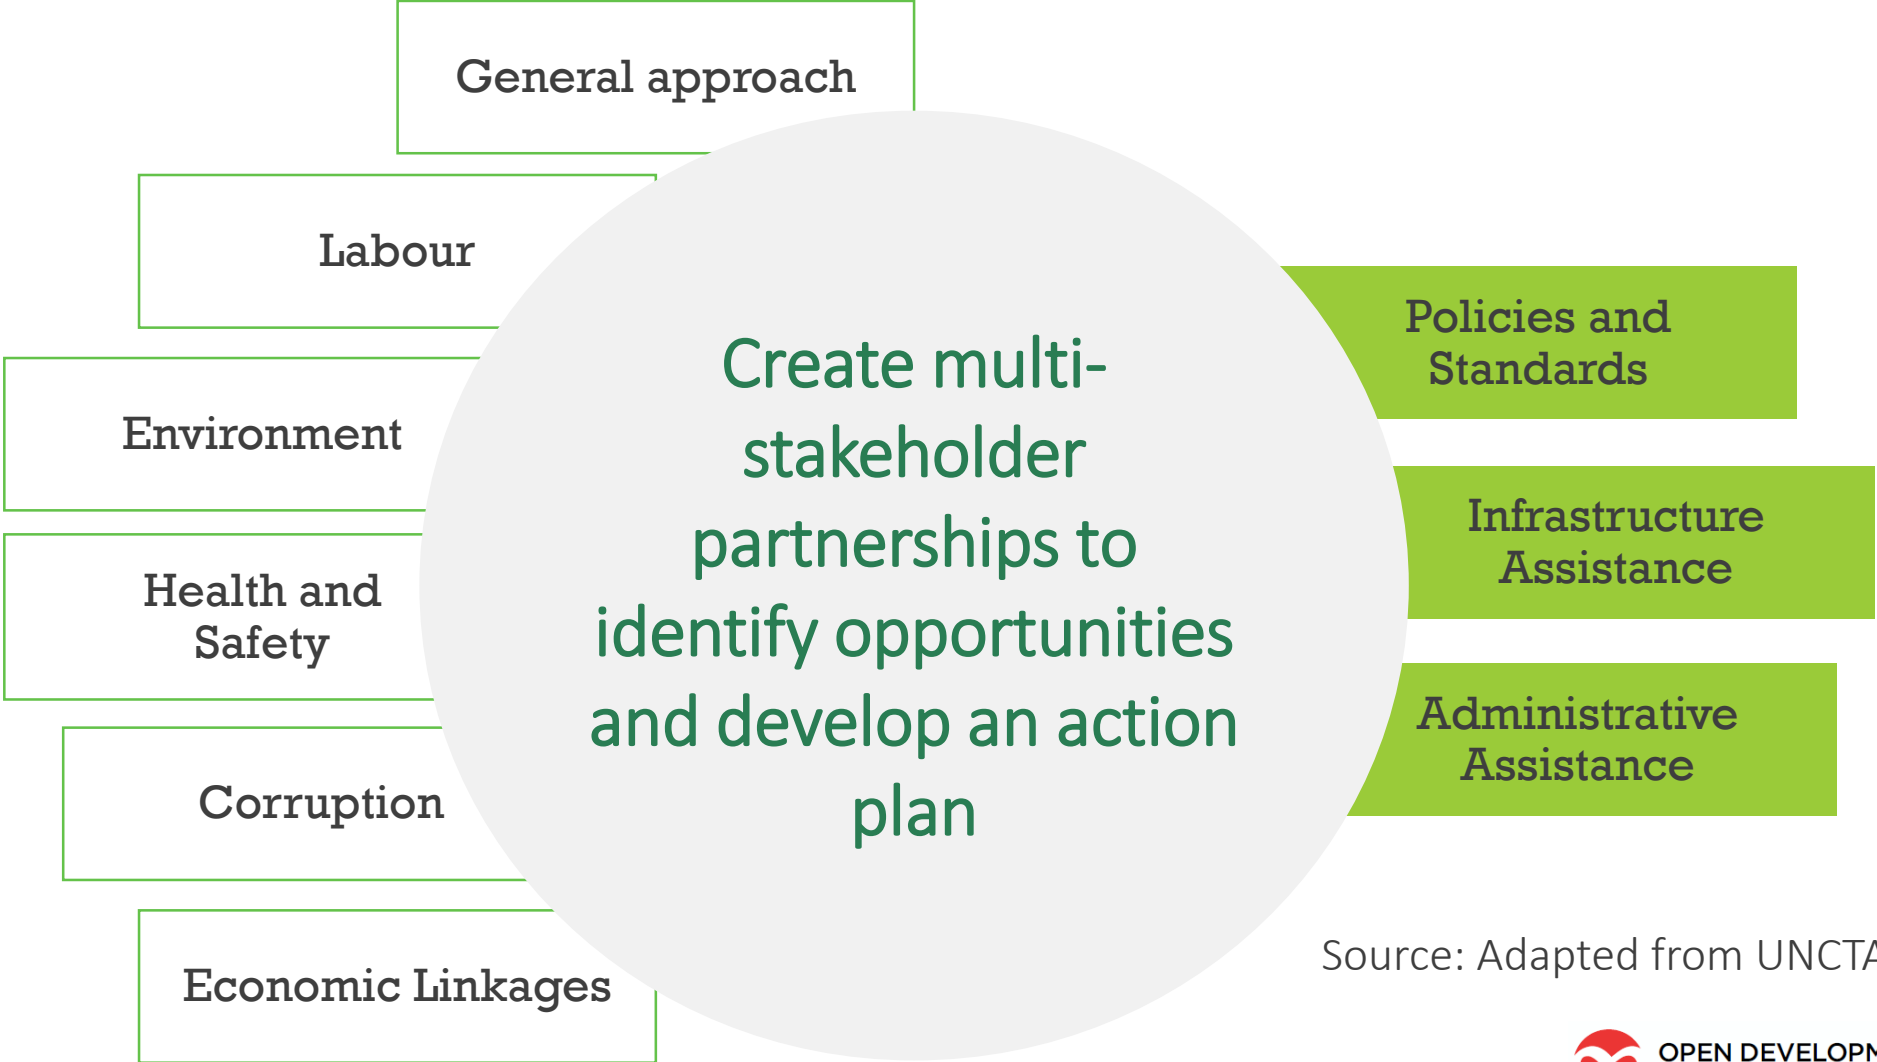 General approach
Labour
Environment
Health and
Safety
Corruption
Economic Linkages
Create multi-
stakeholder
partnerships to
identify opportunities
and develop an action
plan
Policies and
Standards
Infrastructure
Assistance
Administrative
Assistance
Source: Adapted from
OPEN